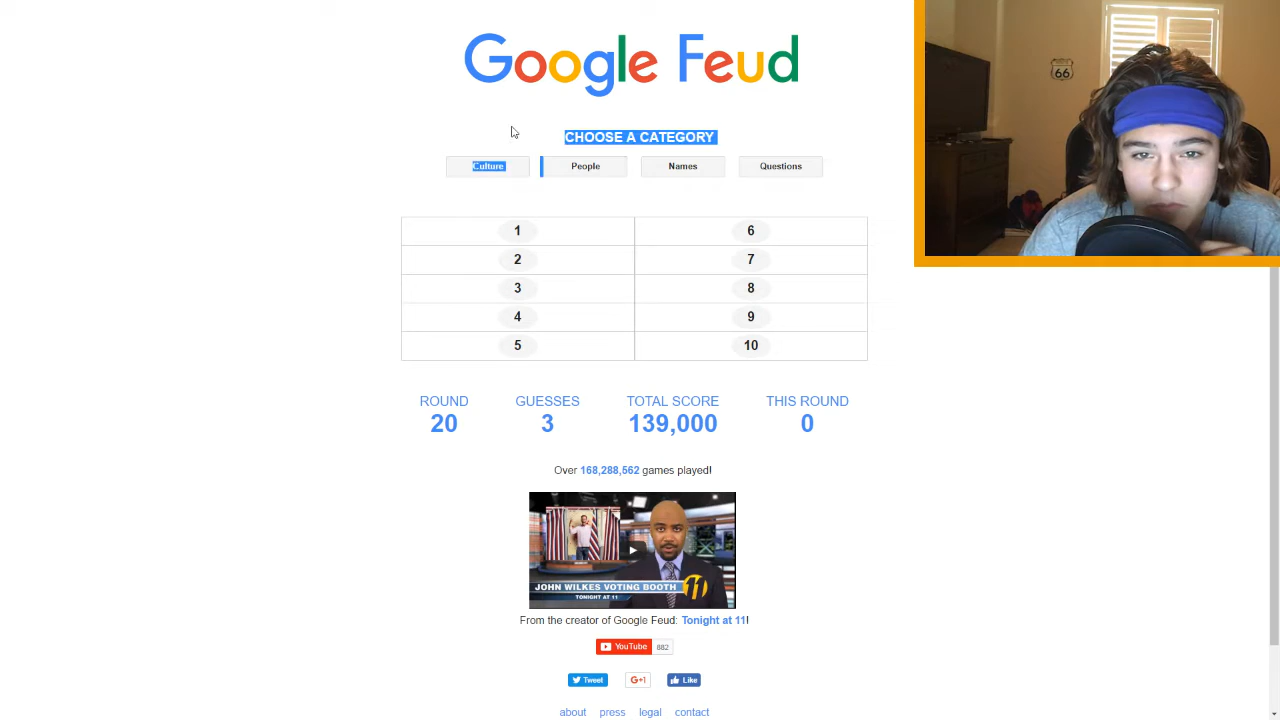 Google Feud
CHOOSE A CATEGORY
Culture People Names Questions
1 6
2 7
3 8
4 9
5 10
ROUND GUESSES TOTAL SCORE THIS ROUND
20 3 139,000 0
Over 168,288,562 games played!
JOHN WILKES VOTING BOOTH
TONIGHT AT 11
11
From the creator of Google Feud: Tonight at 11!
YouTube 882
Tweet G+1 Like
about press legal contact
66